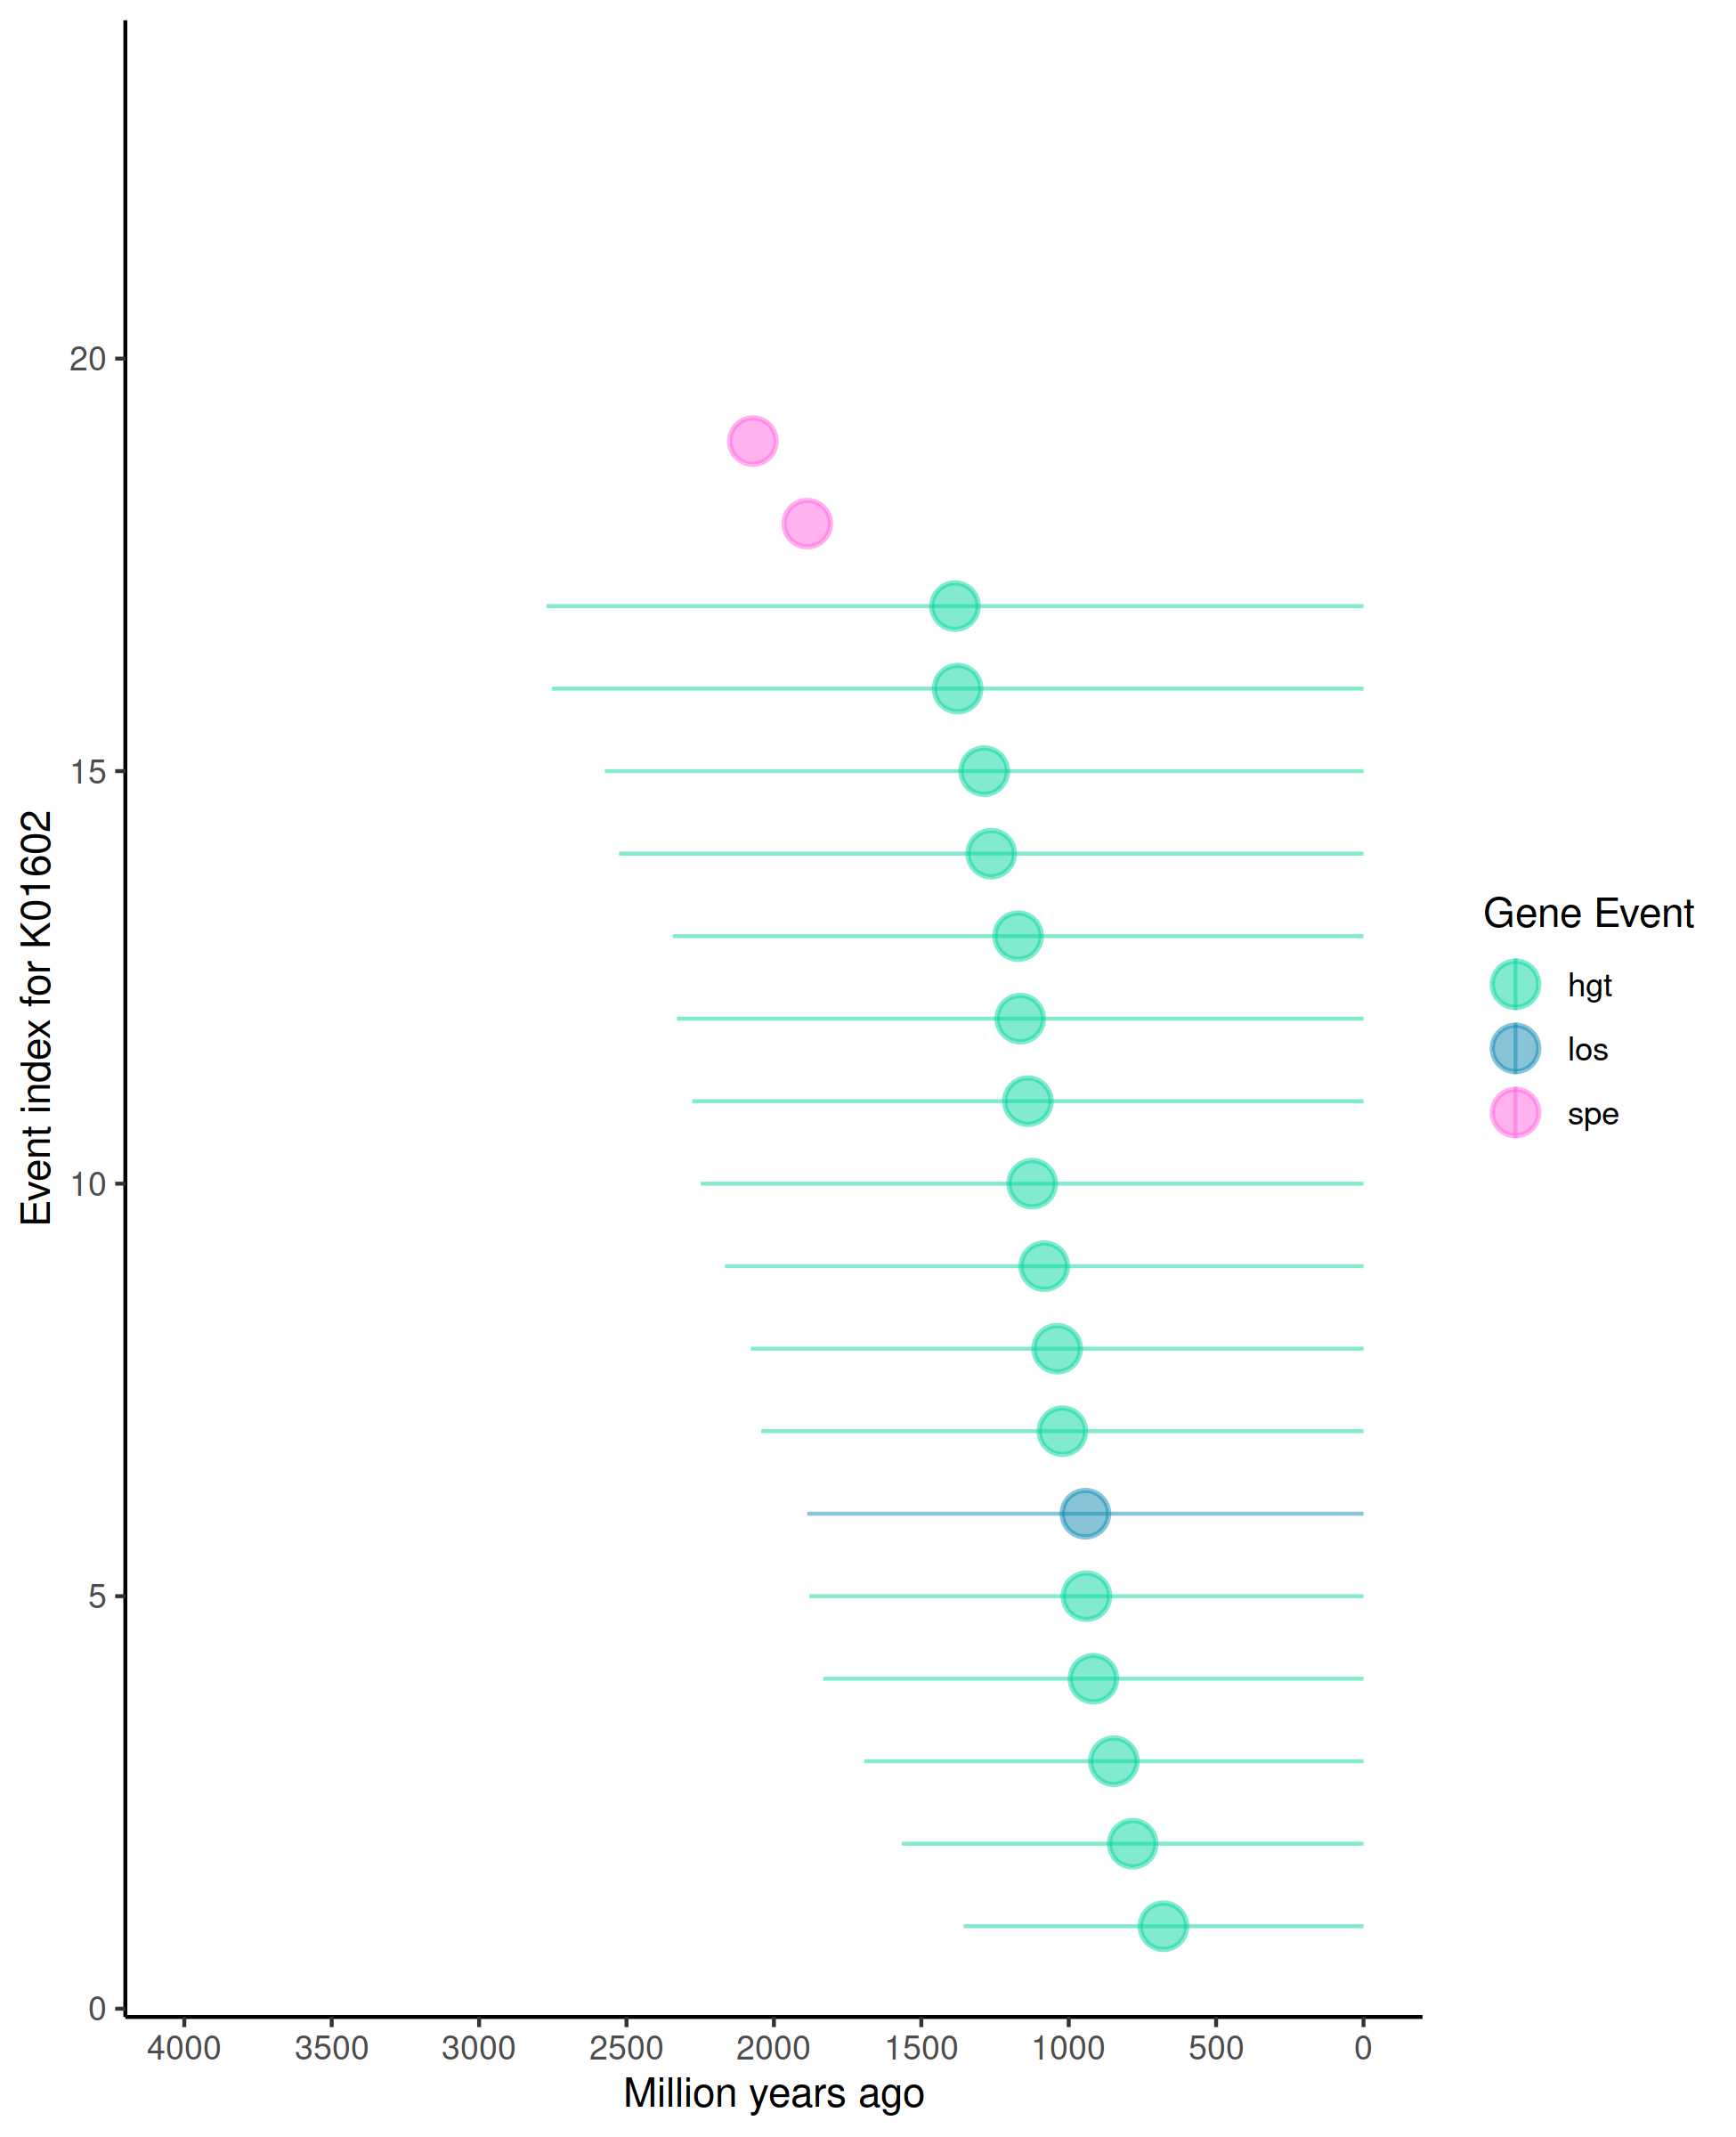 Event index for K01602
20
15
10
5
0
4000 3500 3000 2500 2000 1500 1000 500 0
Million years ago
Gene Event
hgt
los
spe